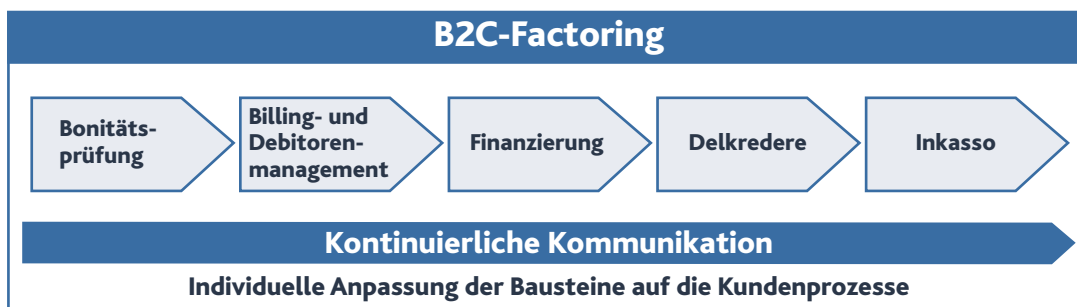 B2C-Factoring
Bonitäts-
prüfung
Billing- und
Debitoren-
management
Finanzierung
Delkredere
Inkasso
Kontinuierliche Kommunikation
Individuelle Anpassung der Bausteine auf die Kundenprozesse